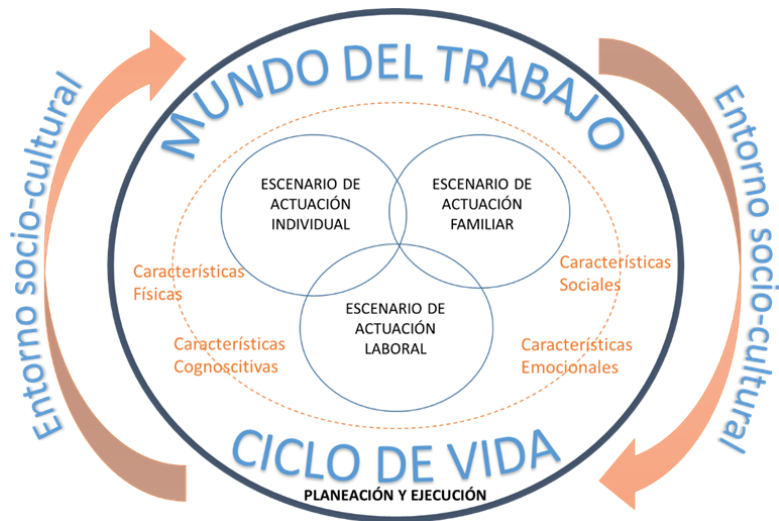 MUNDO DEL TRABAJO
Entorno socio-cultural
Entorno socio-cultural
ESCENARIO DE
ACTUACIÓN
INDIVIDUAL
ESCENARIO DE
ACTUACIÓN
FAMILIAR
Características
Físicas
Características
Sociales
ESCENARIO DE
ACTUACIÓN
LABORAL
Características
Cognoscitivas
Características
Emocionales
CICLO DE VIDA
PLANEACIÓN Y EJECUCIÓN